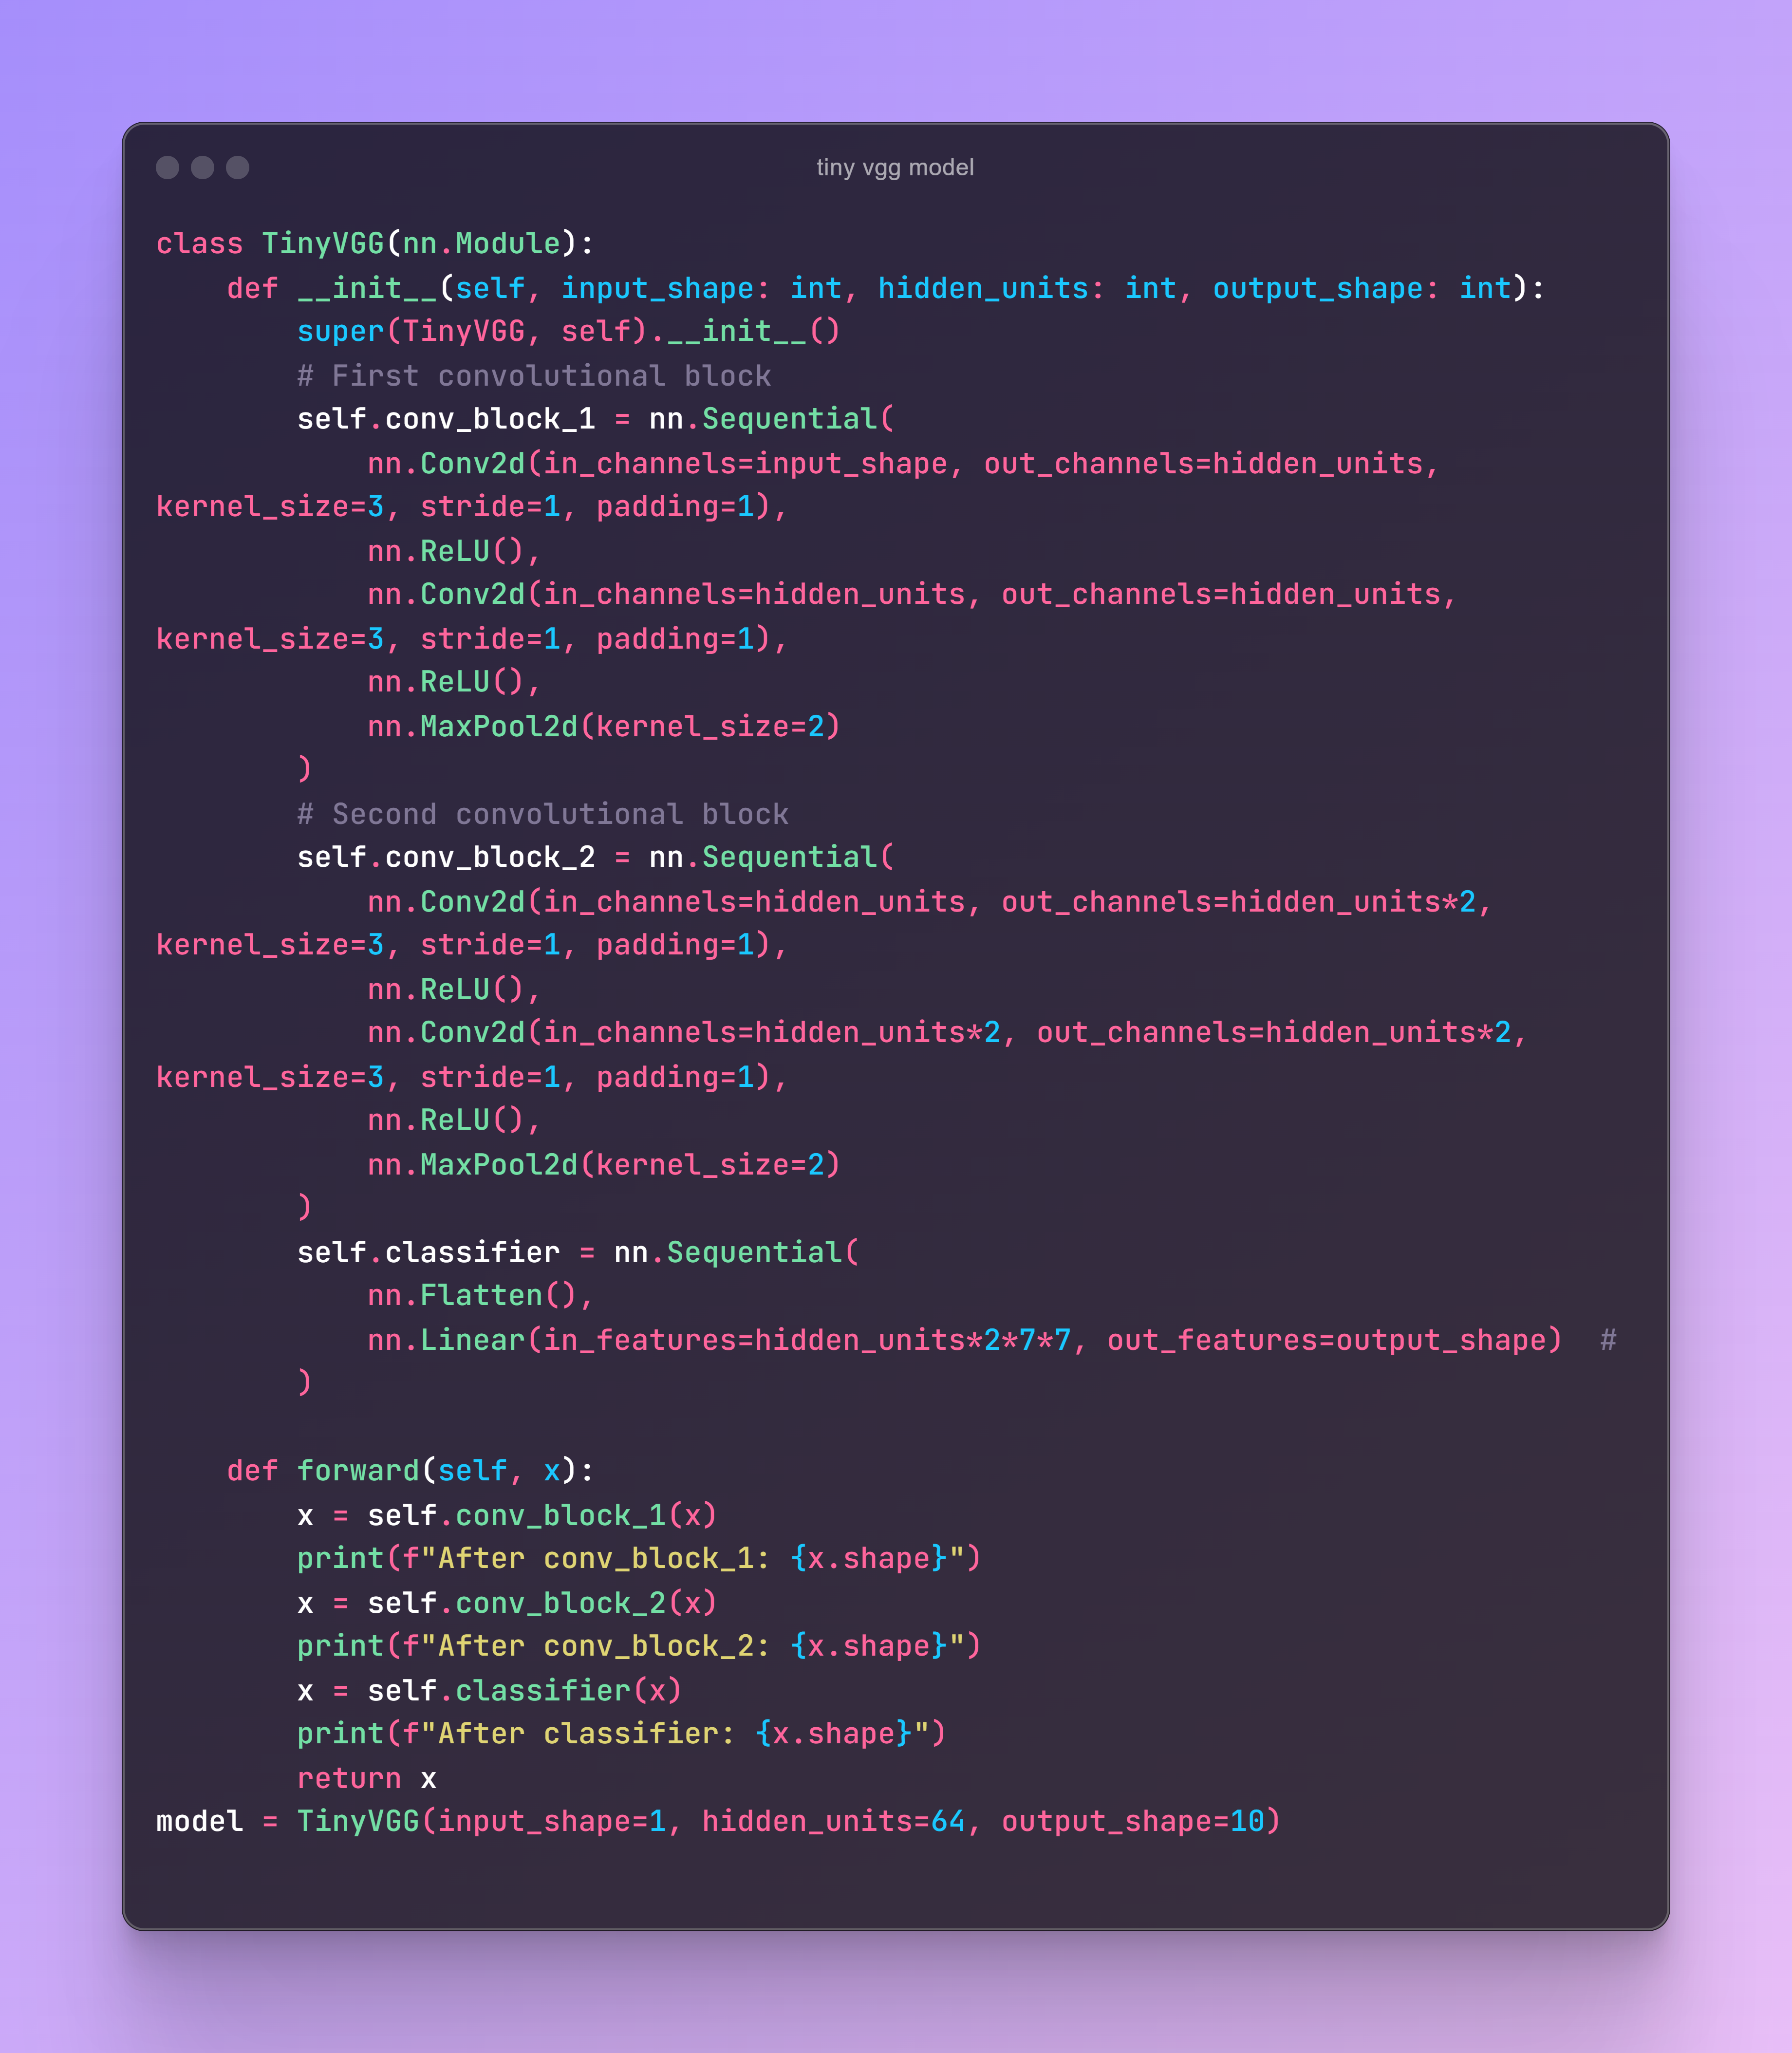 tiny vgg model
class TinyVGG(nn.Module):
    def __init__(self, input_shape: int, hidden_units: int, output_shape: int):
        super(TinyVGG, self).__init__()
        # First convolutional block
        self.conv_block_1 = nn.Sequential(
            nn.Conv2d(in_channels=input_shape, out_channels=hidden_units,
kernel_size=3, stride=1, padding=1),
            nn.ReLU(),
            nn.Conv2d(in_channels=hidden_units, out_channels=hidden_units,
kernel_size=3, stride=1, padding=1),
            nn.ReLU(),
            nn.MaxPool2d(kernel_size=2)
        )
        # Second convolutional block
        self.conv_block_2 = nn.Sequential(
            nn.Conv2d(in_channels=hidden_units, out_channels=hidden_units*2,
kernel_size=3, stride=1, padding=1),
            nn.ReLU(),
            nn.Conv2d(in_channels=hidden_units*2, out_channels=hidden_units*2,
kernel_size=3, stride=1, padding=1),
            nn.ReLU(),
            nn.MaxPool2d(kernel_size=2)
        )
        self.classifier = nn.Sequential(
            nn.Flatten(),
            nn.Linear(in_features=hidden_units*2*7*7, out_features=output_shape)  #
        )

    def forward(self, x):
        x = self.conv_block_1(x)
        print(f"After conv_block_1: {x.shape}")
        x = self.conv_block_2(x)
        print(f"After conv_block_2: {x.shape}")
        x = self.classifier(x)
        print(f"After classifier: {x.shape}")
        return x
model = TinyVGG(input_shape=1, hidden_units=64, output_shape=10)